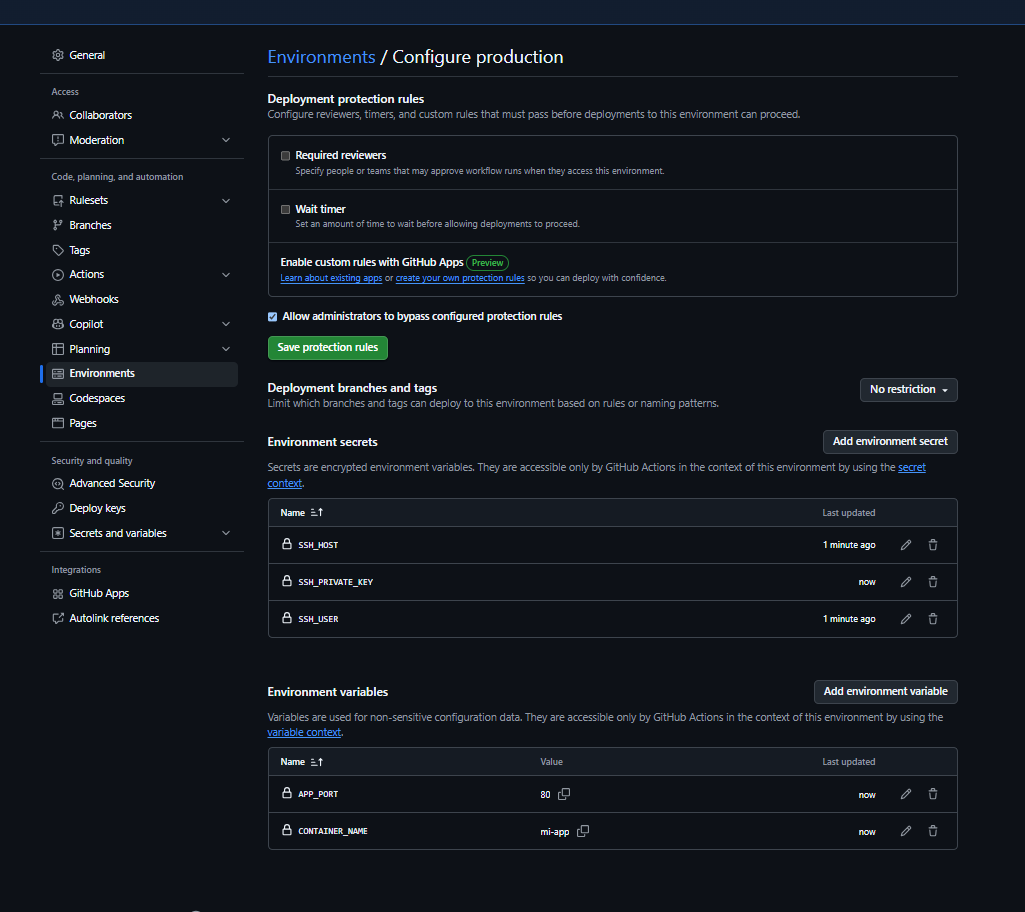 General
Access
Collaborators
Moderation
Code, planning, and automation
Rulesets
Branches
Tags
Actions
Webhooks
Copilot
Planning
Environments
Codespaces
Pages
Security and quality
Advanced Security
Deploy keys
Secrets and variables
Integrations
GitHub Apps
Autolink references
Environments / Configure production
Deployment protection rules
Configure reviewers, timers, and custom rules that must pass before deployments to this environment can proceed.
Required reviewers
Specify people or teams that may approve workflow runs when they access this environment.
Wait timer
Set an amount of time to wait before allowing deployments to proceed.
Enable custom rules with GitHub Apps Preview
Learn about existing apps or create your own protection rules so you can deploy with confidence.
Allow administrators to bypass configured protection rules
Save protection rules
Deployment branches and tags
No restriction
Limit which branches and tags can deploy to this environment based on rules or naming patterns.
Environment secrets
Add environment secret
Secrets are encrypted environment variables. They are accessible only by GitHub Actions in the context of this environment by using the secret
context.
Name Last updated
SSH_HOST 1 minute ago
SSH_PRIVATE_KEY now
SSH_USER 1 minute ago
Environment variables
Add environment variable
Variables are used for non-sensitive configuration data. They are accessible only by GitHub Actions in the context of this environment by using the
variable context.
Name Value Last updated
APP_PORT 80 now
CONTAINER_NAME mi-app now